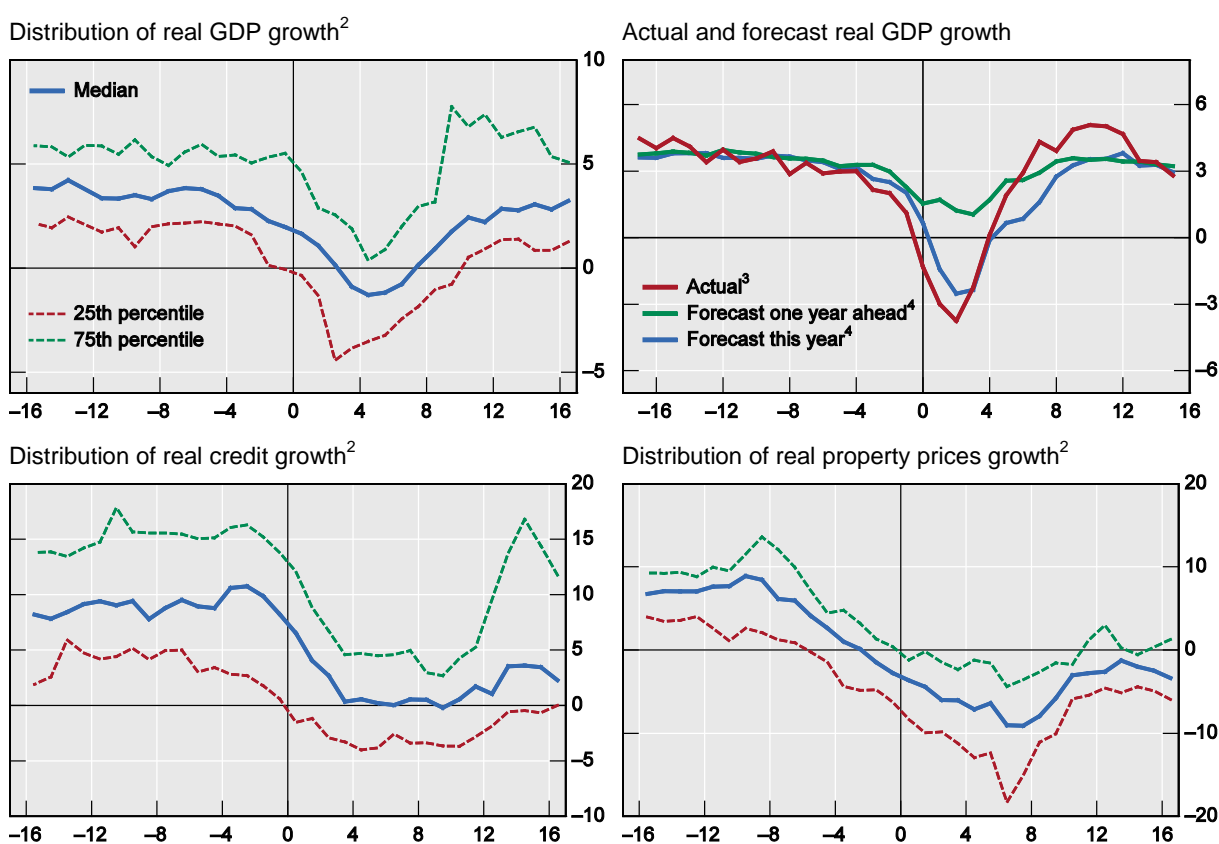 Distribution of real GDP growth2
10
Median
5
0
25th percentile
75th percentile
–5
–16 –12 –8 –4 0 4 8 12 16
Actual and forecast real GDP growth
6
3
0
Actual3
Forecast one year ahead4
–3
Forecast this year4
–6
–16 –12 –8 –4 0 4 8 12 16
Distribution of real credit growth2
20
15
10
5
0
–5
–10
–16 –12 –8 –4 0 4 8 12 16
Distribution of real property prices growth2
20
10
0
–10
–20
–16 –12 –8 –4 0 4 8 12 16